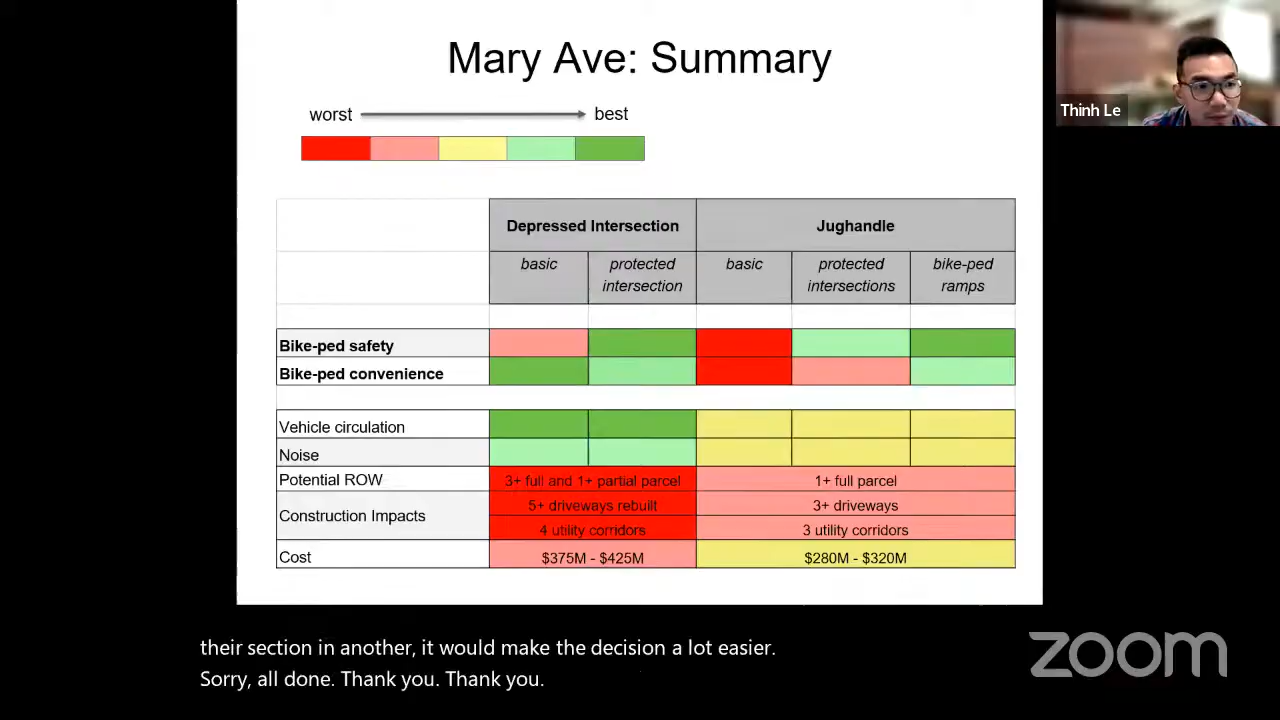 Mary Ave: Summary
worst best
Thinh Le
Depressed Intersection Jughandle
basic protected intersection basic protected intersections bike-ped ramps
Bike-ped safety
Bike-ped convenience
Vehicle circulation
Noise
Potential ROW 3+ full and 1+ partial parcel 1+ full parcel
Construction Impacts 5+ driveways rebuilt 3+ driveways
4 utility corridors 3 utility corridors
Cost $375M - $425M $280M - $320M
their section in another, it would make the decision a lot easier.
Sorry, all done. Thank you. Thank you.
zoom